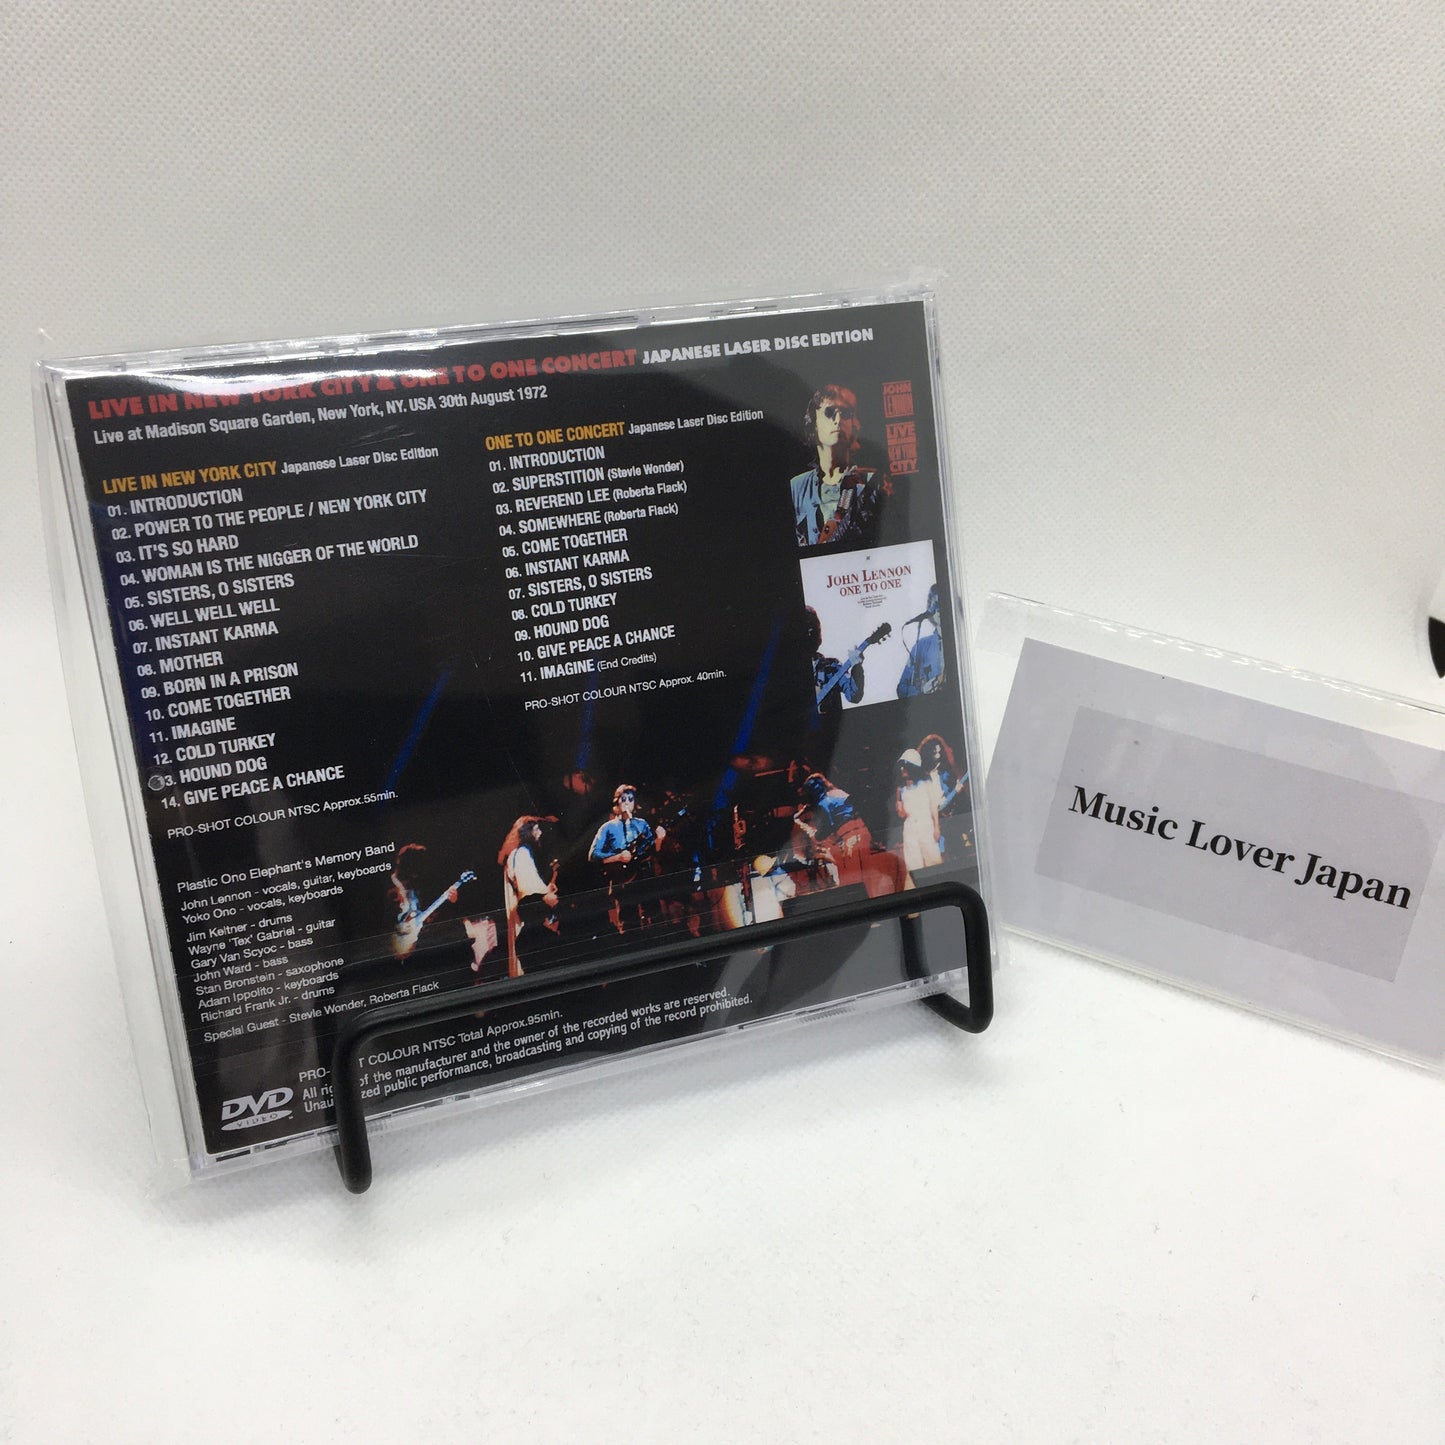 LIVE IN NEW YORK CITY & ONE TO ONE CONCERT JAPANESE LASER DISC EDITION
Live at Madison Square Garden, New York, NY. USA 30th August 1972
LIVE IN NEW YORK CITY Japanese Laser Disc Edition
01. INTRODUCTION
02. POWER TO THE PEOPLE / NEW YORK CITY
03. IT'S SO HARD
04. WOMAN IS THE NIGGER OF THE WORLD
05. SISTERS, O SISTERS
06. WELL WELL WELL
07. INSTANT KARMA
08. MOTHER
09. BORN IN A PRISON
10. COME TOGETHER
11. IMAGINE
12. COLD TURKEY
13. HOUND DOG
14. GIVE PEACE A CHANCE
PRO-SHOT COLOUR NTSC Approx.55min.
ONE TO ONE CONCERT Japanese Laser Disc Edition
01. INTRODUCTION
02. SUPERSTITION (Stevie Wonder)
03. REVEREND LEE (Roberta Flack)
04. SOMEWHERE (Roberta Flack)
05. COME TOGETHER
06. INSTANT KARMA
07. SISTERS, O SISTERS
08. COLD TURKEY
09. HOUND DOG
10. GIVE PEACE A CHANCE
11. IMAGINE (End Credits)
PRO-SHOT COLOUR NTSC Approx. 40min.
JOHN
LENNON
LIVE
IN
NEW YORK
CITY
JOHN LENNON
ONE TO ONE
Plastic Ono Elephant's Memory Band
John Lennon - vocals, guitar, keyboards
Yoko Ono - vocals, keyboards
Jim Keltner - drums
Wayne 'Tex' Gabriel - guitar
Gary Van Scyoc - bass
John Ward - bass
Stan Bronstein - saxophone
Adam Ippolito - keyboards
Richard Frank Jr. - drums
Special Guest - Stevie Wonder, Roberta Flack
PRO- COLOUR NTSC Total Approx.95min.
All of the manufacturer and the owner of the recorded works are reserved.
public performance, broadcasting and copying of the record prohibited.
DVD
VIDEO
Music Lover Japan